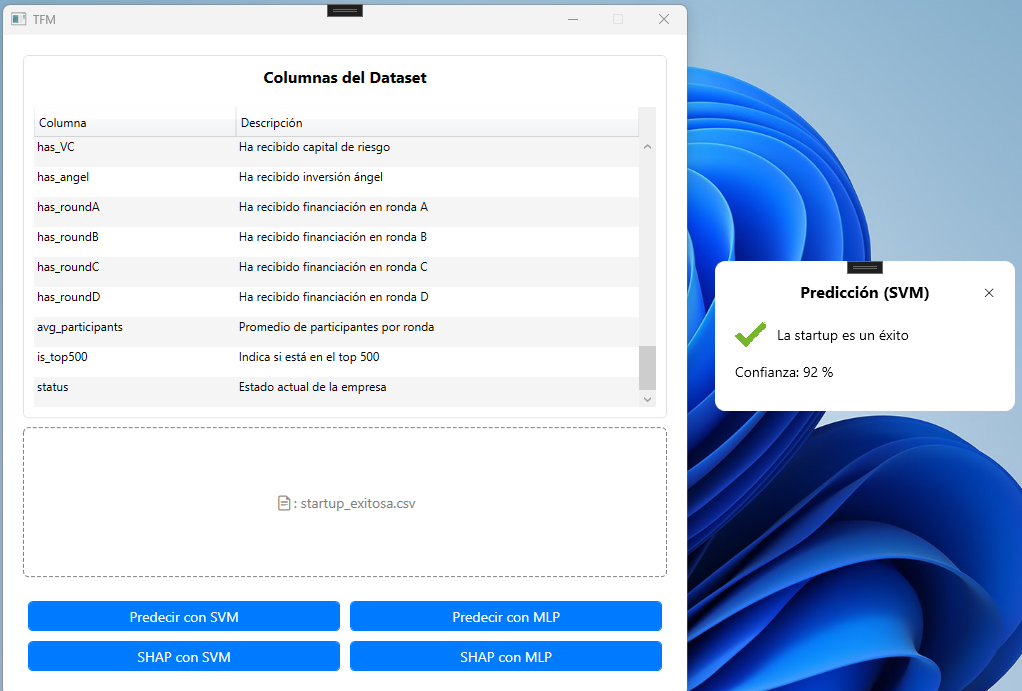 TFM
Columnas del Dataset
Columna Descripción
has_VC Ha recibido capital de riesgo
has_angel Ha recibido inversión ángel
has_roundA Ha recibido financiación en ronda A
has_roundB Ha recibido financiación en ronda B
has_roundC Ha recibido financiación en ronda C
has_roundD Ha recibido financiación en ronda D
avg_participants Promedio de participantes por ronda
is_top500 Indica si está en el top 500
status Estado actual de la empresa
: startup_exitosa.csv
Predecir con SVM Predecir con MLP
SHAP con SVM SHAP con MLP
Predicción (SVM)
La startup es un éxito
Confianza: 92 %